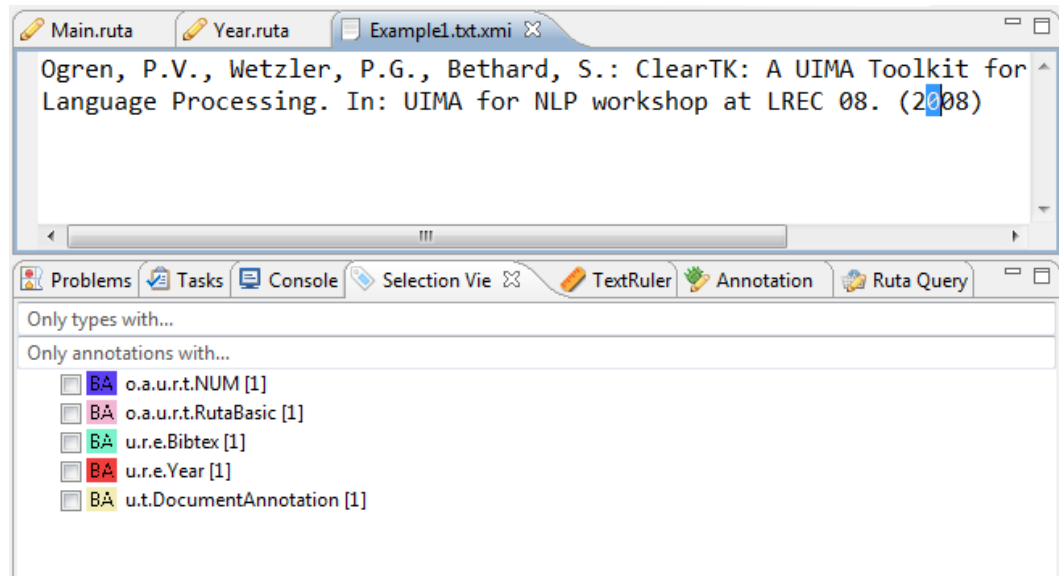 Main.ruta Year.ruta Example1.txt.xmi
Ogren, P.V., Wetzler, P.G., Bethard, S.: ClearTK: A UIMA Toolkit for
Language Processing. In: UIMA for NLP workshop at LREC 08. (2008)
Problems Tasks Console Selection Vie TextRuler Annotation Ruta Query
Only types with...
Only annotations with...
BA o.a.u.r.t.NUM [1]
BA o.a.u.r.t.RutaBasic [1]
BA u.r.e.Bibtex [1]
BA u.r.e.Year [1]
BA u.t.DocumentAnnotation [1]